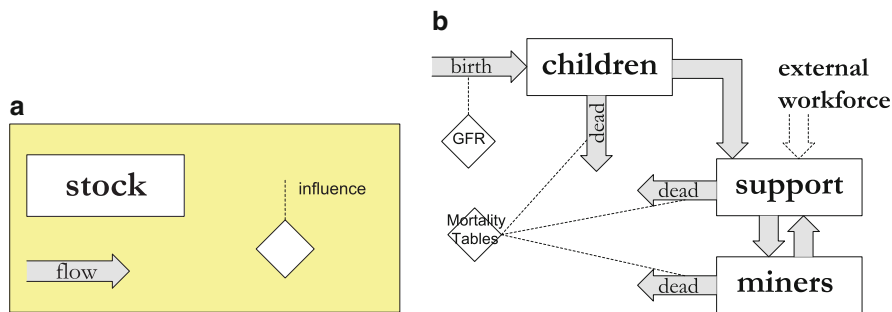 a
stock
influence
flow
b
birth
children
external
workforce
dead
GFR
dead
support
Mortality
Tables
dead
miners